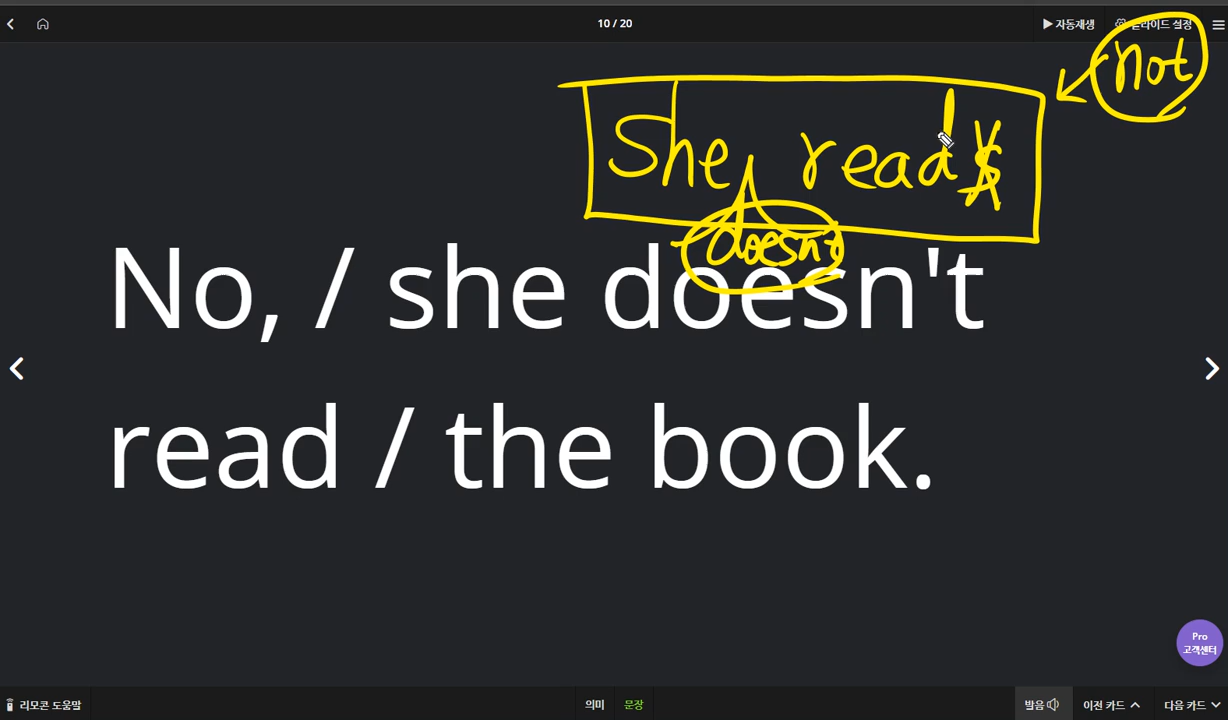 10 / 20
자동재생
슬라이드 설정
not
She reads
doesn't
No, / she doesn't
read / the book.
Pro
고객센터
리모콘 도움말
의미
문장
발음
이전 카드
다음 카드